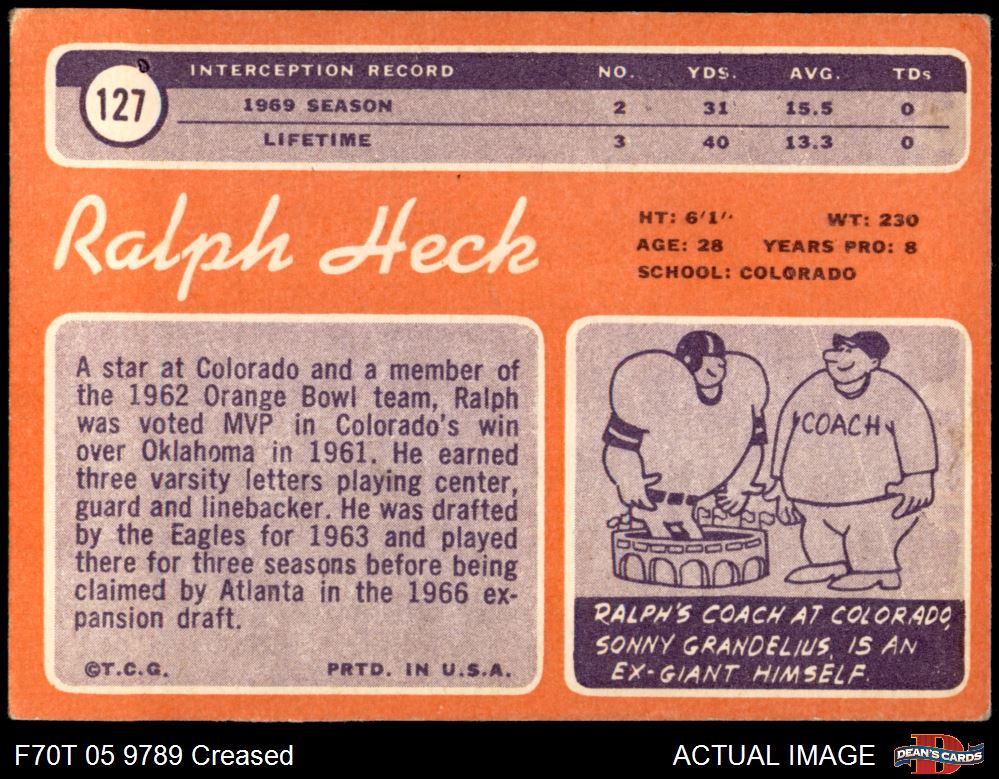 127
INTERCEPTION RECORD NO. YDS. AVG. TDs
1969 SEASON 2 31 15.5 0
LIFETIME 3 40 13.3 0
Ralph Heck
HT: 6'1" WT: 230
AGE: 28 YEARS PRO: 8
SCHOOL: COLORADO
A star at Colorado and a member of
the 1962 Orange Bowl team, Ralph
was voted MVP in Colorado's win
over Oklahoma in 1961. He earned
three varsity letters playing center,
guard and linebacker. He was drafted
by the Eagles for 1963 and played
there for three seasons before being
claimed by Atlanta in the 1966 ex-
pansion draft.
©T.C.G. PRTD. IN U.S.A.
COACH
RALPH'S COACH AT COLORADO,
SONNY GRANDELIUS, IS AN
EX-GIANT HIMSELF.
F70T 05 9789 Creased ACTUAL IMAGE
D
DEAN'S CARDS